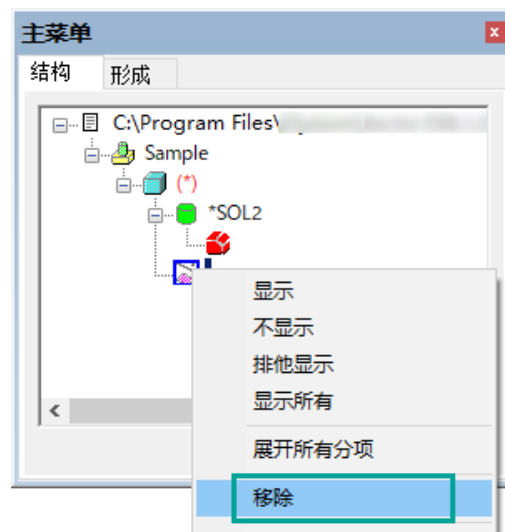 主菜单
结构 形成
C:\Program Files\
Sample
(*)
*SOL2
显示
不显示
排他显示
显示所有
展开所有分项
移除